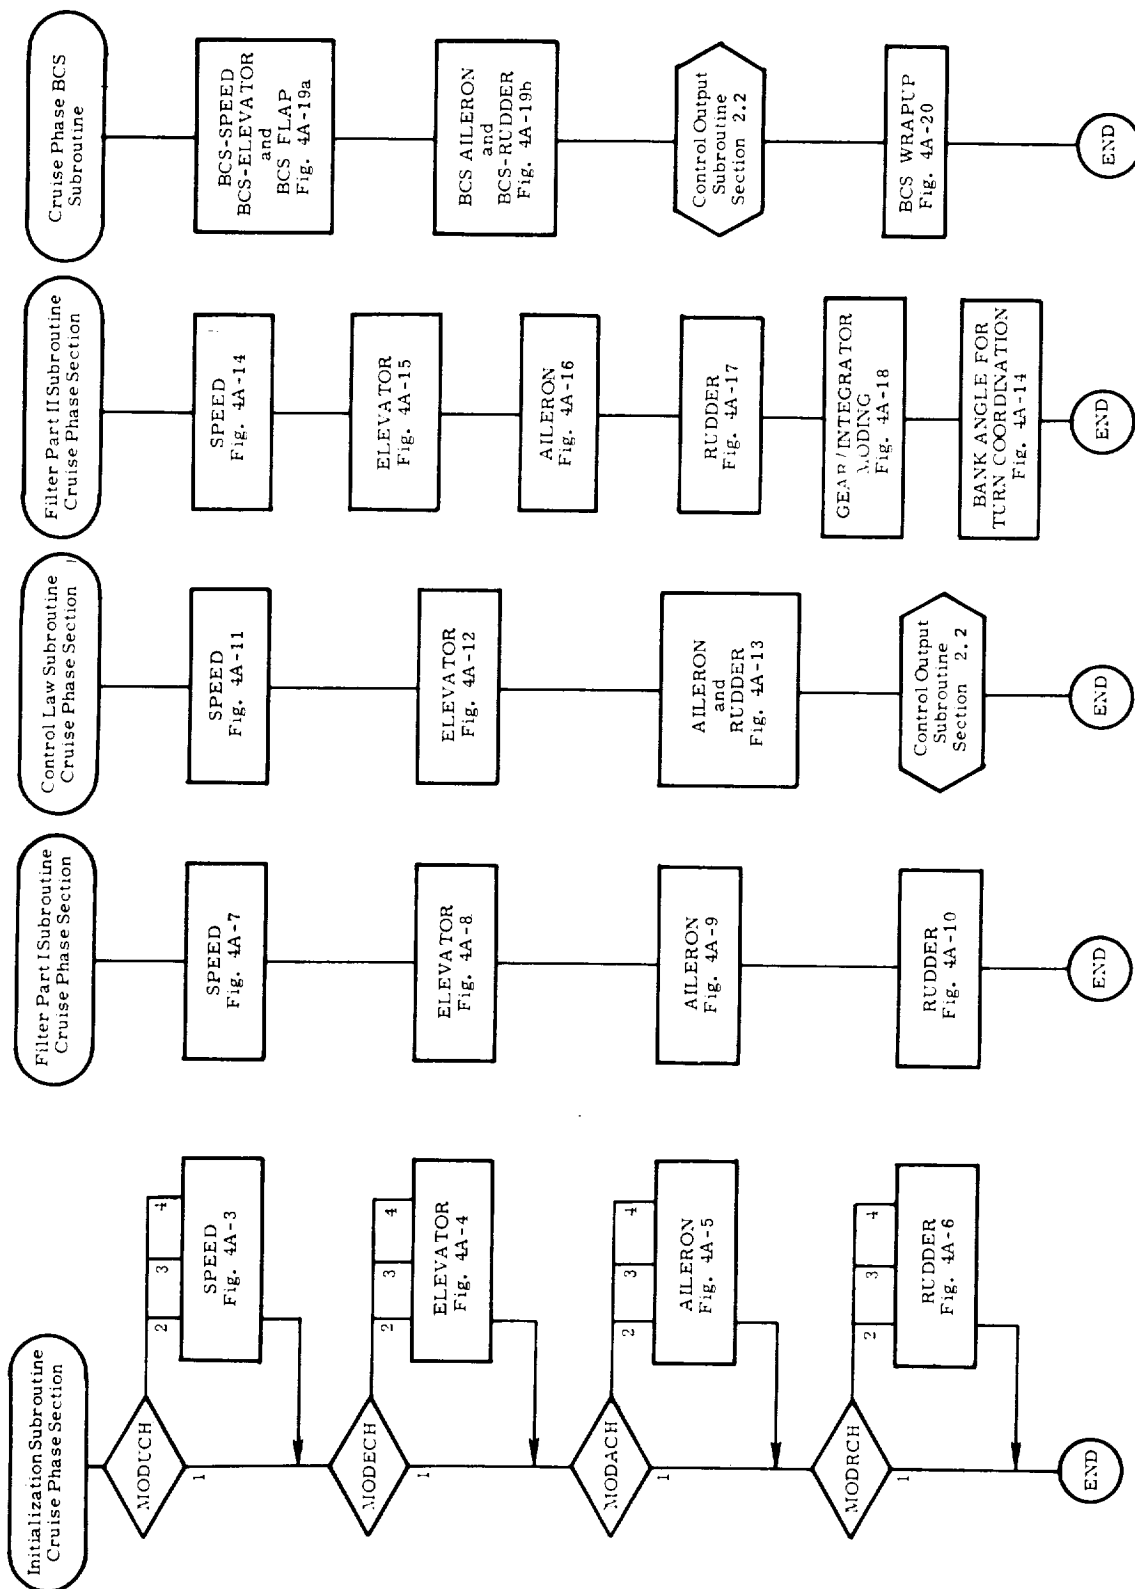 Initialization Subroutine
Cruise Phase Section
MODUCH
1
2
3
4
SPEED
Fig. 4A-3
MODECH
1
2
3
4
ELEVATOR
Fig. 4A-4
MODACH
1
2
3
4
AILERON
Fig. 4A-5
MODRCH
1
2
3
4
RUDDER
Fig. 4A-6
END
Filter Part I Subroutine
Cruise Phase Section
SPEED
Fig. 4A-7
ELEVATOR
Fig. 4A-8
AILERON
Fig. 4A-9
RUDDER
Fig. 4A-10
END
Control Law Subroutine
Cruise Phase Section
SPEED
Fig. 4A-11
ELEVATOR
Fig. 4A-12
AILERON
and
RUDDER
Fig. 4A-13
Control Output
Subroutine
Section 2.2
END
Filter Part II Subroutine
Cruise Phase Section
SPEED
Fig. 4A-14
ELEVATOR
Fig. 4A-15
AILERON
Fig. 4A-16
RUDDER
Fig. 4A-17
GEAR/INTEGRATOR
MODING
Fig. 4A-18
BANK ANGLE FOR
TURN COORDINATION
Fig. 4A-14
END
Cruise Phase BCS
Subroutine
BCS-SPEED
BCS-ELEVATOR
and
BCS FLAP
Fig. 4A-19a
BCS AILERON
and
BCS-RUDDER
Fig. 4A-19b
Control Output
Subroutine
Section 2.2
BCS WRAPUP
Fig. 4A-20
END